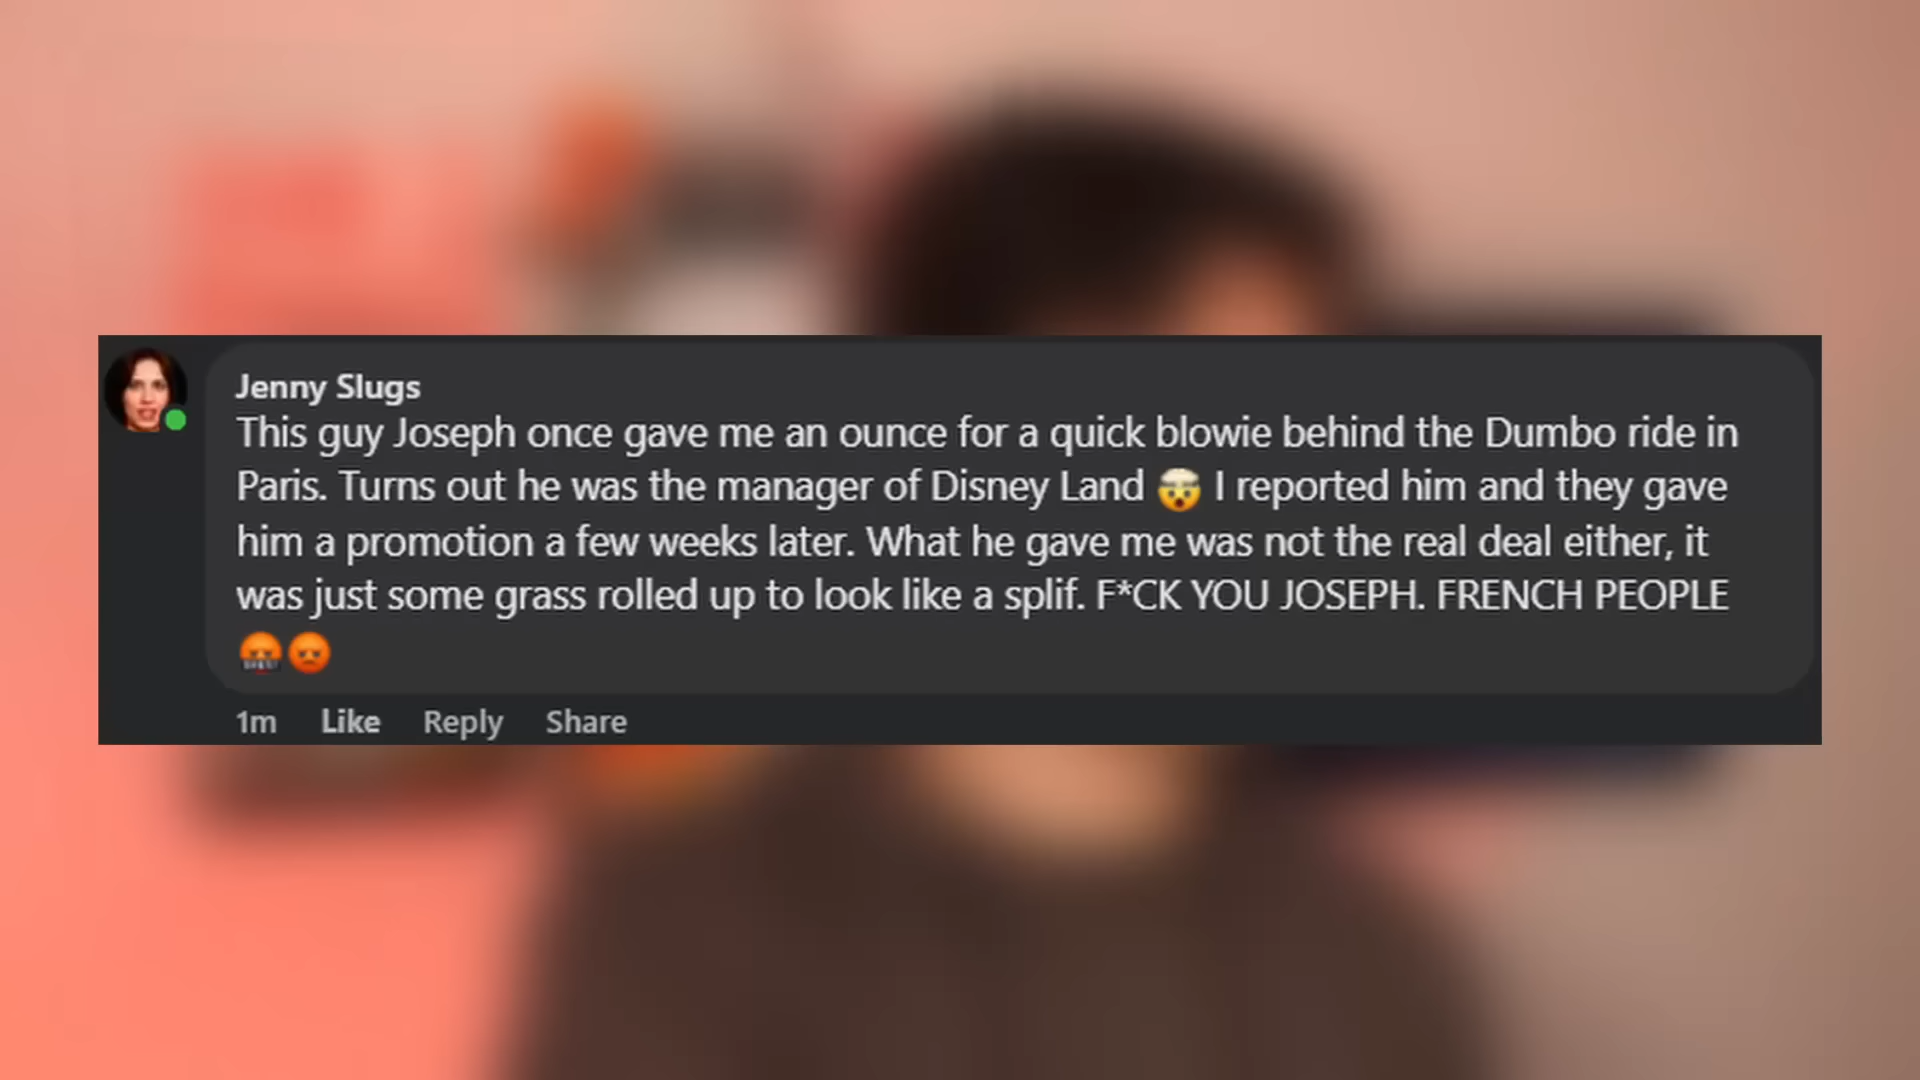 Jenny Slugs
This guy Joseph once gave me an ounce for a quick blowie behind the Dumbo ride in
Paris. Turns out he was the manager of Disney Land 🤯 I reported him and they gave
him a promotion a few weeks later. What he gave me was not the real deal either, it
was just some grass rolled up to look like a splif. F*CK YOU JOSEPH. FRENCH PEOPLE
🤬😡
1m Like Reply Share